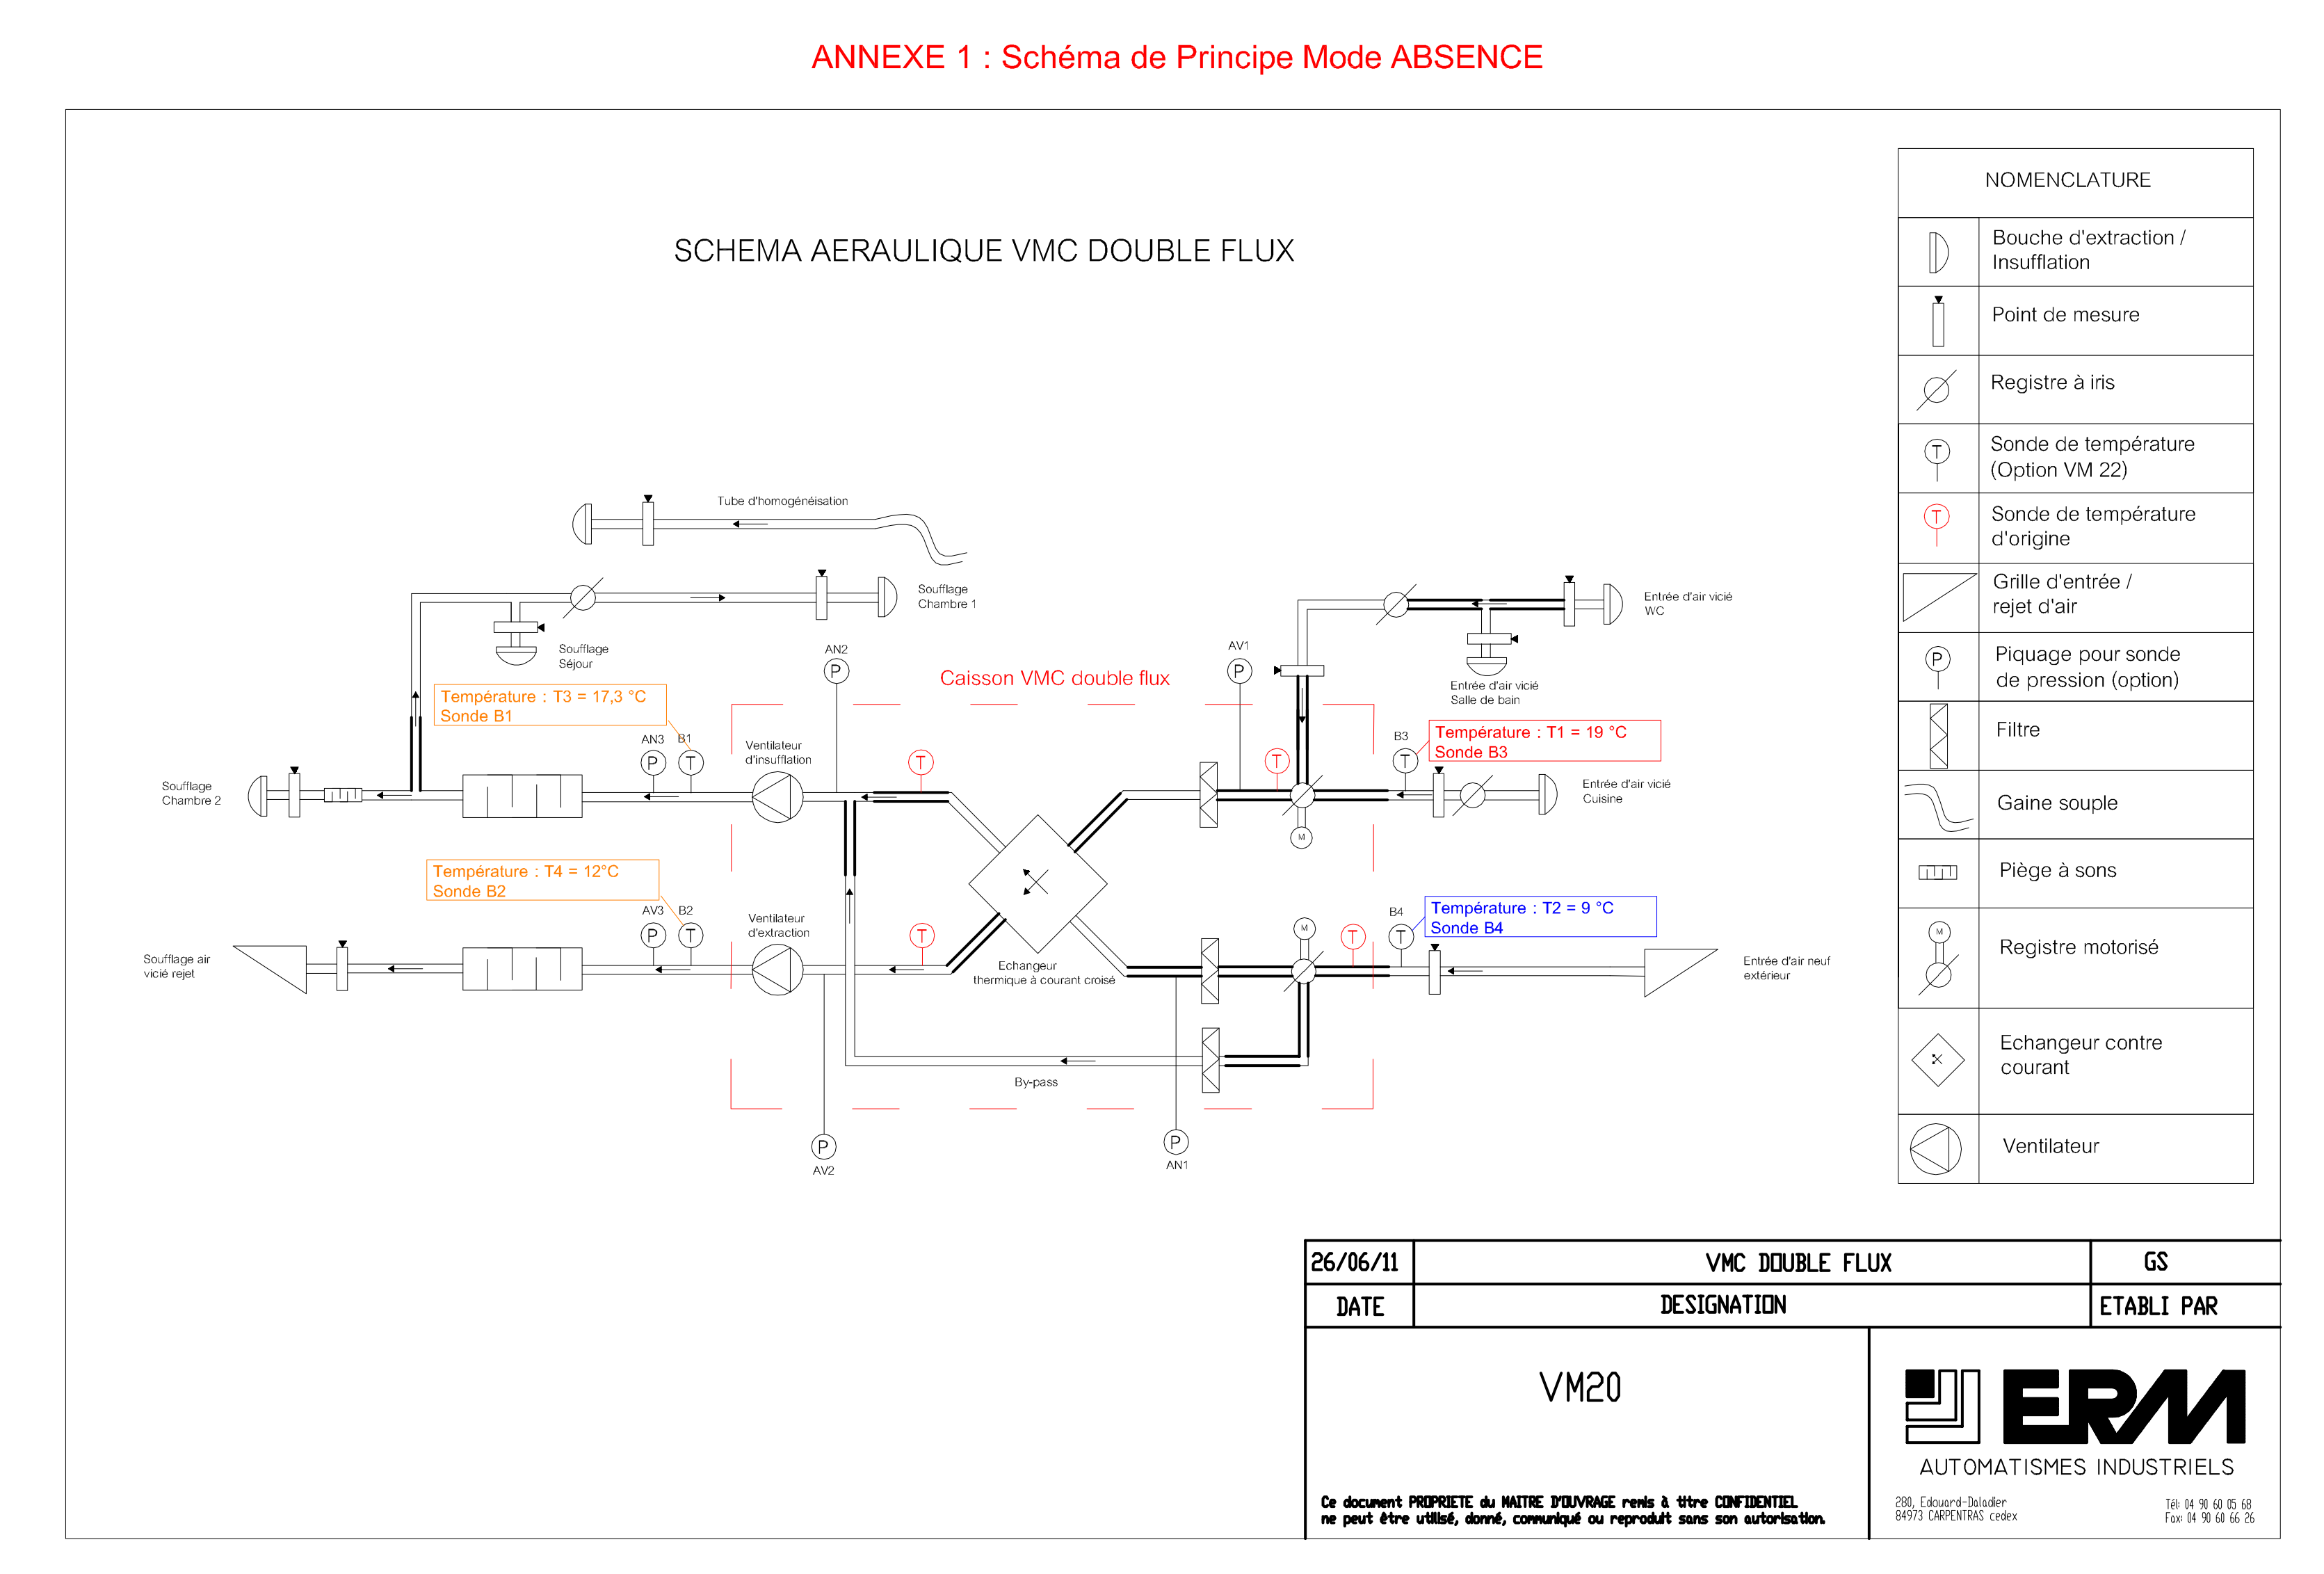 ANNEXE 1 : Schéma de Principe Mode ABSENCE
SCHEMA AERAULIQUE VMC DOUBLE FLUX
Tube d'homogénéisation
Soufflage
Chambre 1
Soufflage
Séjour
AN2
P
AV1
P
Caisson VMC double flux
Entrée d'air vicié
WC
Entrée d'air vicié
Salle de bain
Température : T3 = 17,3 °C
Sonde B1
AN3
B1
P
T
Ventilateur
d'insufflation
T
T
B3
T
Température : T1 = 19 °C
Sonde B3
Soufflage
Chambre 2
Entrée d'air vicié
Cuisine
M
Température : T4 = 12°C
Sonde B2
AV3
B2
P
T
Ventilateur
d'extraction
T
M
T
B4
T
Température : T2 = 9 °C
Sonde B4
Soufflage air
vicié rejet
Echangeur
thermique à courant croisé
Entrée d'air neuf
extérieur
By-pass
P
AV2
P
AN1
NOMENCLATURE
Bouche d'extraction /
Insufflation
Point de mesure
Registre à iris
T
Sonde de température
(Option VM 22)
T
Sonde de température
d'origine
Grille d'entrée /
rejet d'air
P
Piquage pour sonde
de pression (option)
Filtre
Gaine souple
Piège à sons
M
Registre motorisé
Echangeur contre
courant
Ventilateur
26/06/11
VMC DOUBLE FLUX
GS
DATE
DESIGNATION
ETABLI PAR
VM20
Ce document PROPRIETE du MAITRE D'OUVRAGE remis à titre CONFIDENTIEL
ne peut être utilisé, donné, communiqué ou reproduit sans son autorisation.
ERM
AUTOMATISMES INDUSTRIELS
280, Edouard-Daladier
84973 CARPENTRAS cedex
Tél: 04 90 60 05 68
Fax: 04 90 60 66 26